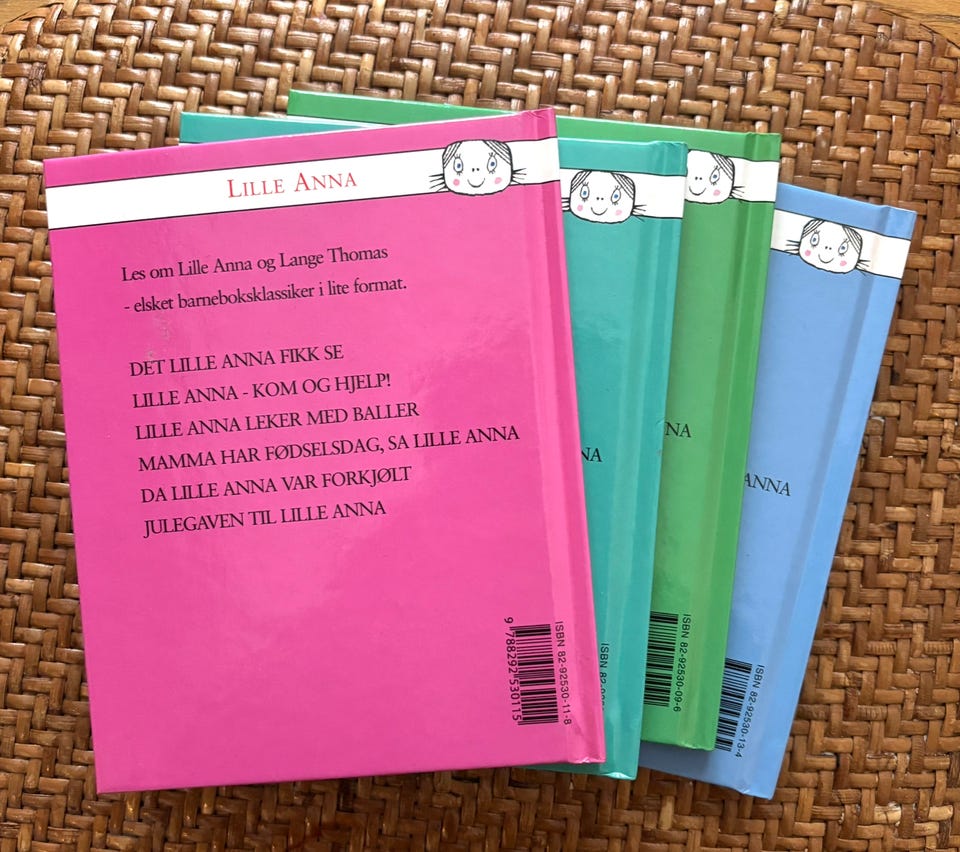 LILLE ANNA
Les om Lille Anna og Lange Thomas
- elsket barneboksklassiker i lite format.
DET LILLE ANNA FIKK SE
LILLE ANNA - KOM OG HJELP!
LILLE ANNA LEKER MED BALLER
MAMMA HAR FØDSELSDAG, SA LILLE ANNA
DA LILLE ANNA VAR FORKJØLT
JULEGAVEN TIL LILLE ANNA
ISBN 82-92530-11-8
9 788292 530115
NA
ISBN 82-
NA
ISBN 82-92530-09-6
ANNA
ISBN 82-92530-13-4